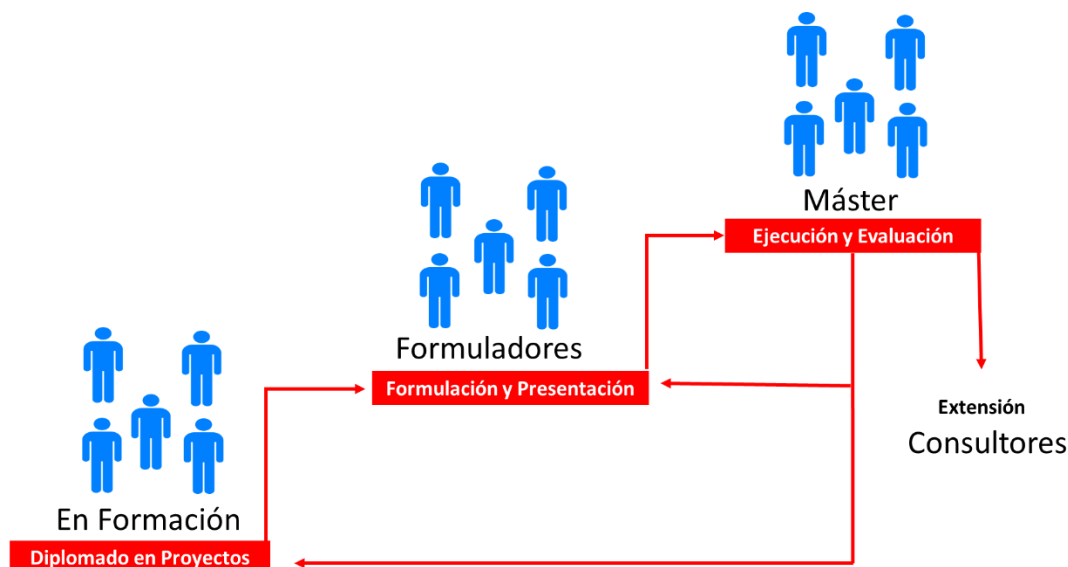 Máster
Ejecución y Evaluación
Formuladores
Formulación y Presentación
Extensión
Consultores
En Formación
Diplomado en Proyectos